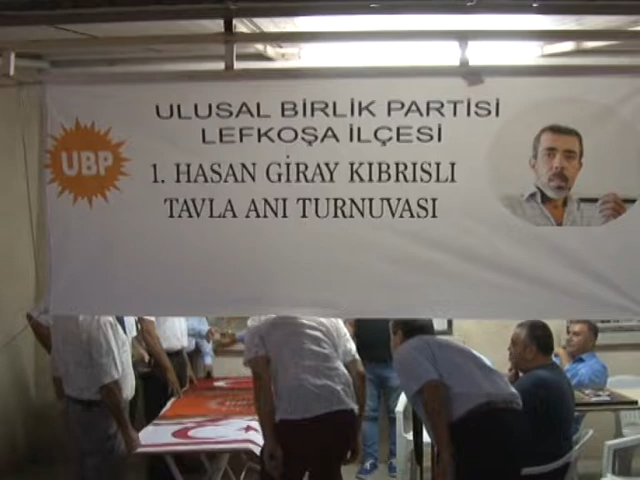 ULUSAL BİRLİK PARTİSİ
LEFKOŞA İLÇESİ
UBP
1. HASAN GİRAY KIBRISLI
TAVLA ANI TURNUVASI